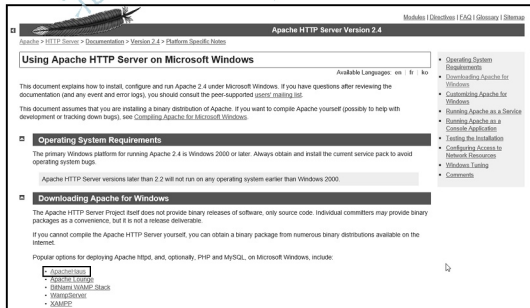 Modules | Directives | FAQ | Glossary | Sitemap
Apache HTTP Server Version 2.4
Apache > HTTP Server > Documentation > Version 2.4 > Platform Specific Notes
Using Apache HTTP Server on Microsoft Windows
Available Languages: en | fr | ko
This document explains how to install, configure and run Apache 2.4 under Microsoft Windows. If you have questions after reviewing the
documentation (and any event and error logs), you should consult the peer-supported users' mailing list.
This document assumes that you are installing a binary distribution of Apache. If you want to compile Apache yourself (possibly to help with
development or tracking down bugs), see Compiling Apache for Microsoft Windows.
Operating System Requirements
The primary Windows platform for running Apache 2.4 is Windows 2000 or later. Always obtain and install the current service pack to avoid
operating system bugs.
Apache HTTP Server versions later than 2.2 will not run on any operating system earlier than Windows 2000.
Downloading Apache for Windows
The Apache HTTP Server Project itself does not provide binary releases of software, only source code. Individual committers may provide binary
packages as a convenience, but it is not a release deliverable.
If you cannot compile the Apache HTTP Server yourself, you can obtain a binary package from numerous binary distributions available on the
Internet.
Popular options for deploying Apache httpd, and, optionally, PHP and MySQL, on Microsoft Windows, include:
• ApacheHaus
• Apache Lounge
• BitNami WAMP Stack
• WampServer
• XAMPP
• Operating System
Requirements
• Downloading Apache for
Windows
• Customizing Apache for
Windows
• Running Apache as a Service
• Running Apache as a
Console Application
• Testing the Installation
• Configuring Access to
Network Resources
• Windows Tuning
• Comments